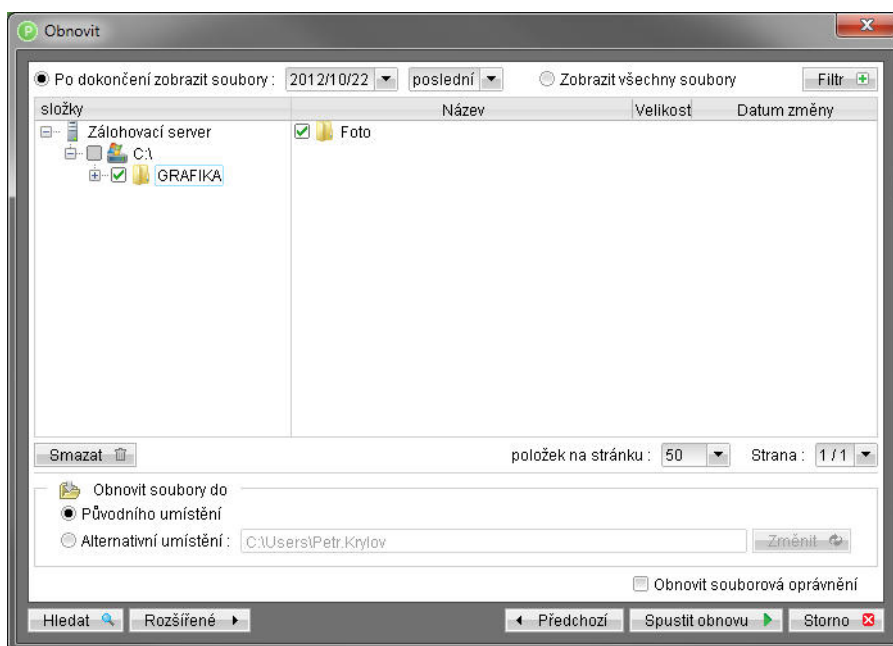 Obnovit
Po dokončení zobrazit soubory : 2012/10/22 poslední Zobrazit všechny soubory Filtr
složky Název Velikost Datum změny
Zálohovací server Foto
C:\
GRAFIKA
Smazat položek na stránku : 50 Strana : 1 / 1
Obnovit soubory do
Původního umístění
Alternativní umístění : C:\Users\Petr.Krylov Změnit
Obnovit souborová oprávnění
Hledat Rozšířené Předchozí Spustit obnovu Storno